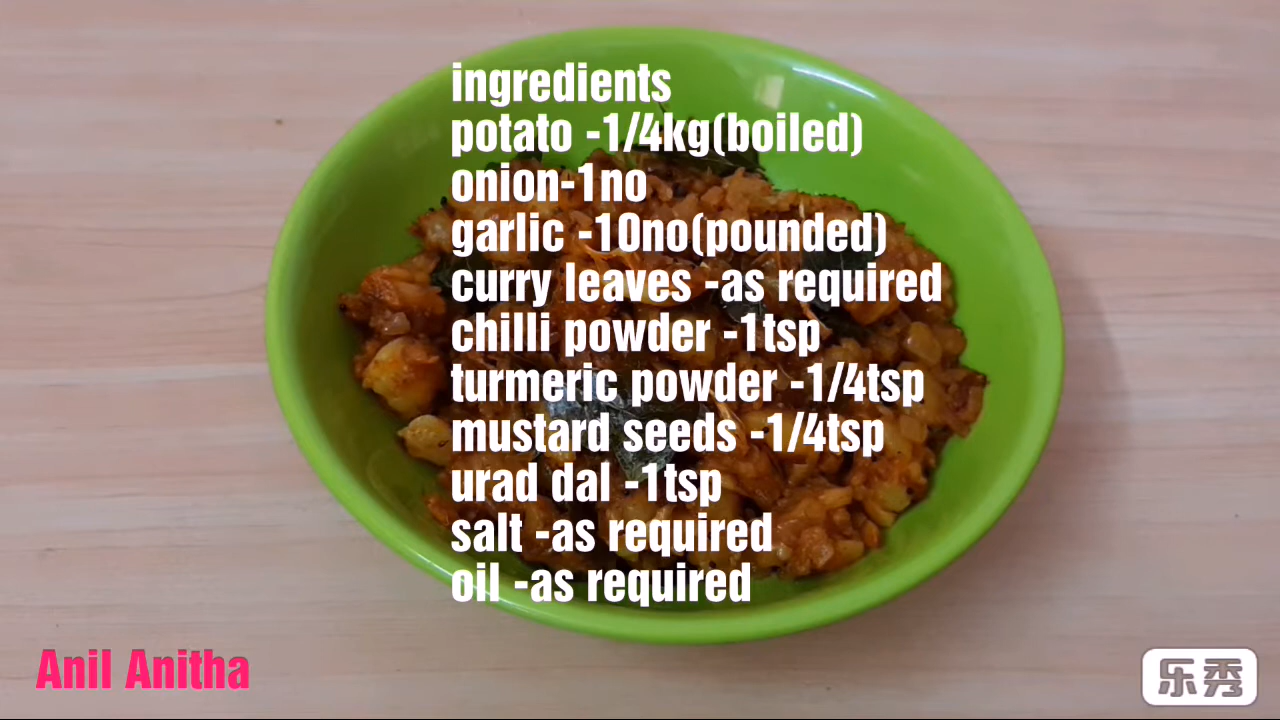 ingredients
potato -1/4kg(boiled)
onion-1no
garlic -10no(pounded)
curry leaves -as required
chilli powder -1tsp
turmeric powder -1/4tsp
mustard seeds -1/4tsp
urad dal -1tsp
salt -as required
oil -as required
Anil Anitha
乐秀